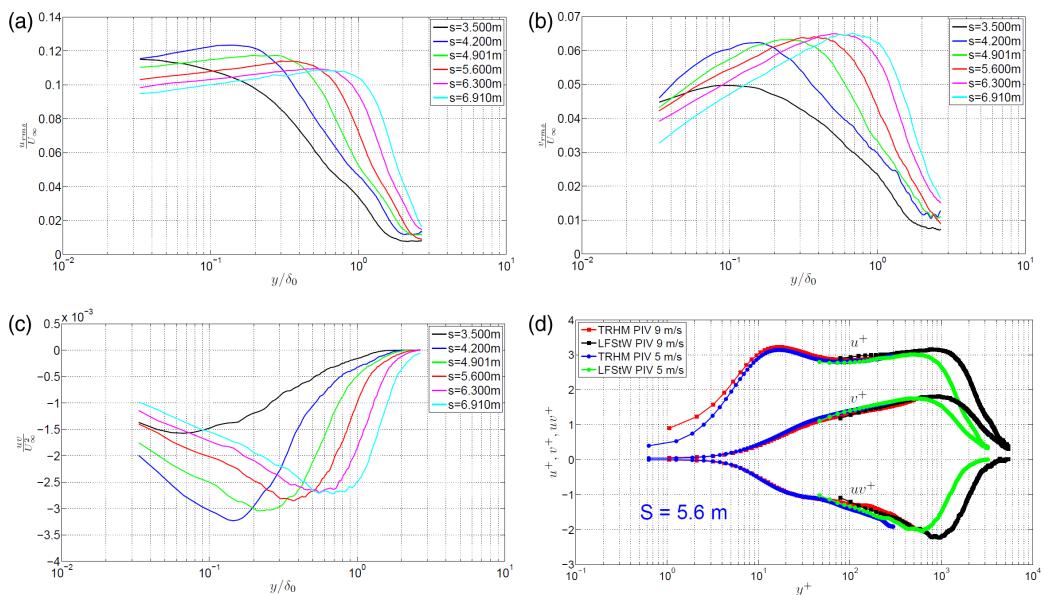 (a)
0.14
0.12
0.1
0.08
0.06
0.04
0.02
0
u_rms/U_∞
s=3.500m
s=4.200m
s=4.901m
s=5.600m
s=6.300m
s=6.910m
10^-2
10^-1
10^0
10^1
y/δ_0
(b)
0.07
0.06
0.05
0.04
0.03
0.02
0.01
0
v_rms/U_∞
s=3.500m
s=4.200m
s=4.901m
s=5.600m
s=6.300m
s=6.910m
10^-2
10^-1
10^0
10^1
y/δ_0
(c)
x 10^-3
0.5
0
-0.5
-1
-1.5
-2
-2.5
-3
-3.5
-4
uv/U_∞^2
s=3.500m
s=4.200m
s=4.901m
s=5.600m
s=6.300m
s=6.910m
10^-2
10^-1
10^0
10^1
y/δ_0
(d)
4
3
2
1
0
-1
-2
-3
u^+, v^+, uv^+
TRHM PIV 9 m/s
LFStW PIV 9 m/s
TRHM PIV 5 m/s
LFStW PIV 5 m/s
u^+
v^+
uv^+
S = 5.6 m
10^-1
10^0
10^1
10^2
10^3
10^4
y^+